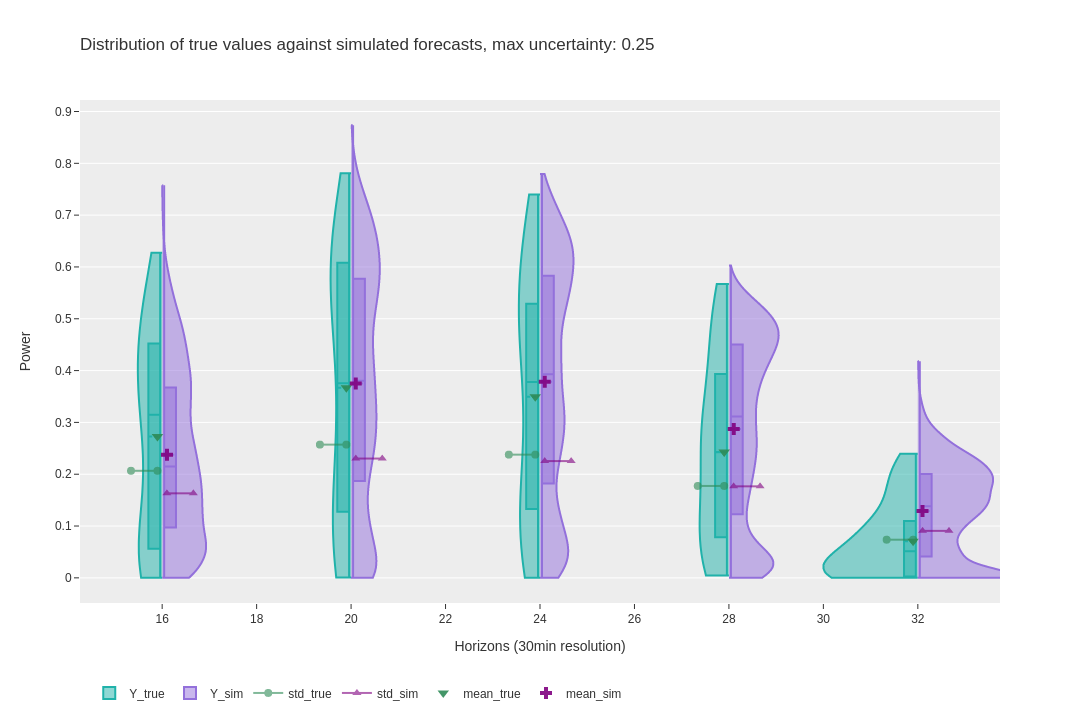 Distribution of true values against simulated forecasts, max uncertainty: 0.25
0.9
0.8
0.7
0.6
0.5
0.4
0.3
0.2
0.1
0
Power
16 18 20 22 24 26 28 30 32
Horizons (30min resolution)
Y_true Y_sim std_true std_sim mean_true mean_sim